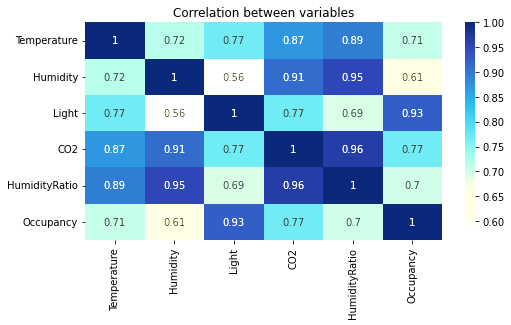 Correlation between variables
Temperature 1 0.72 0.77 0.87 0.89 0.71
Humidity 0.72 1 0.56 0.91 0.95 0.61
Light 0.77 0.56 1 0.77 0.69 0.93
CO2 0.87 0.91 0.77 1 0.96 0.77
HumidityRatio 0.89 0.95 0.69 0.96 1 0.7
Occupancy 0.71 0.61 0.93 0.77 0.7 1
Temperature
Humidity
Light
CO2
HumidityRatio
Occupancy
1.00
0.95
0.90
0.85
0.80
0.75
0.70
0.65
0.60